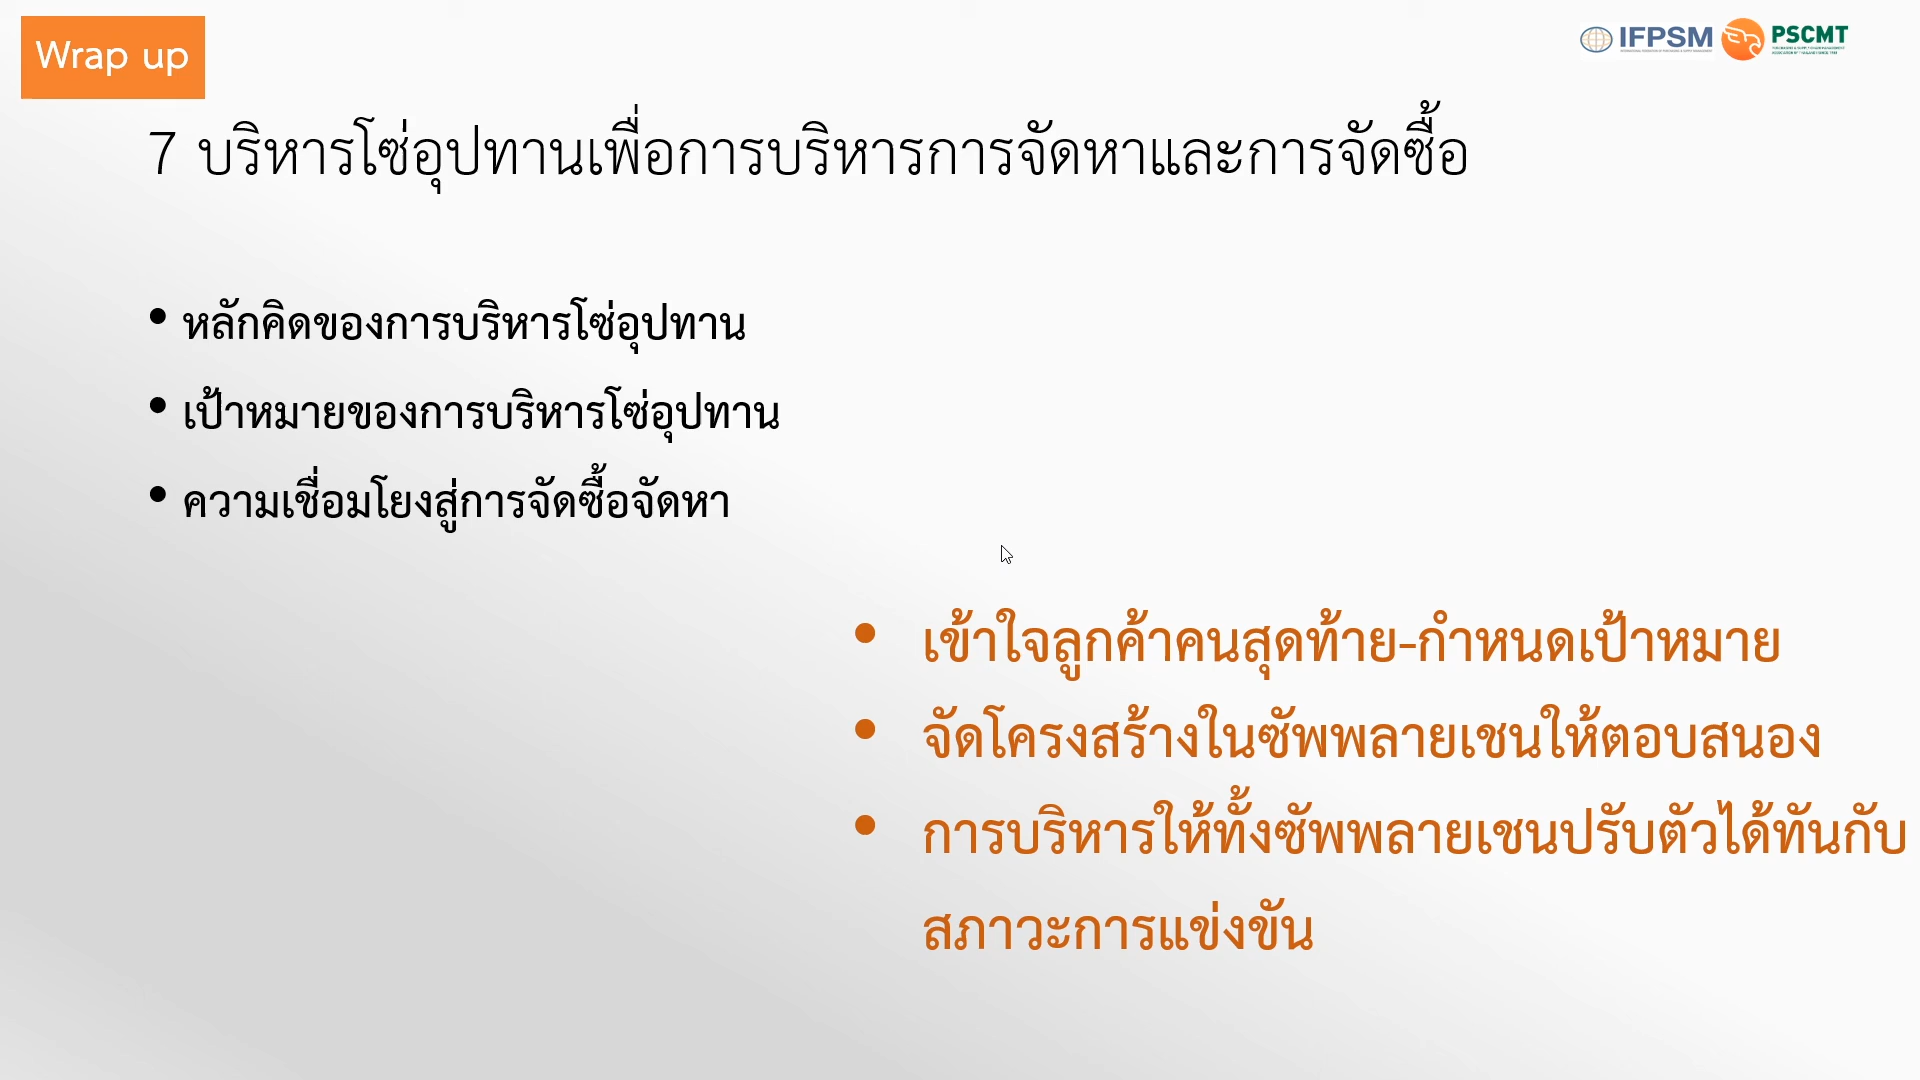 Wrap up
IFPSM
PSCMT
7 บริหารโซ่อุปทานเพื่อการบริหารการจัดหาและการจัดซื้อ
• หลักคิดของการบริหารโซ่อุปทาน
• เป้าหมายของการบริหารโซ่อุปทาน
• ความเชื่อมโยงสู่การจัดซื้อจัดหา
• เข้าใจลูกค้าคนสุดท้าย-กำหนดเป้าหมาย
• จัดโครงสร้างในซัพพลายเชนให้ตอบสนอง
• การบริหารให้ทั้งซัพพลายเชนปรับตัวได้ทันกับ
สภาวะการแข่งขัน